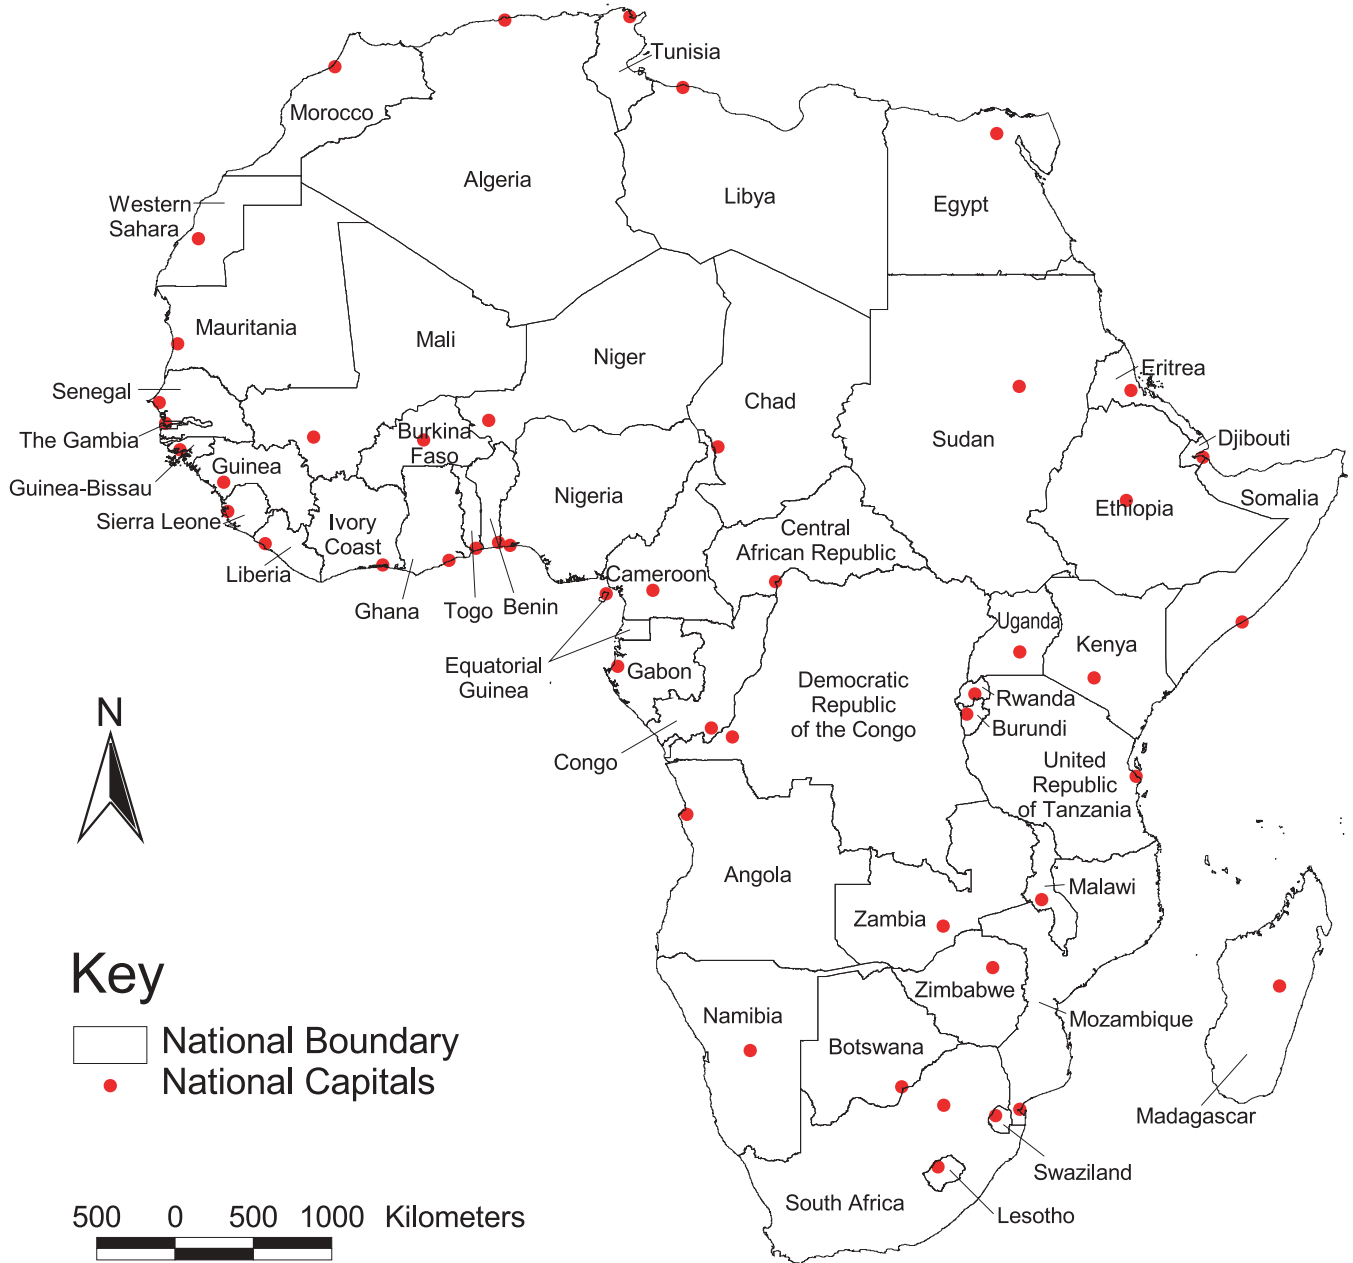 Tunisia
Morocco
Algeria
Libya
Egypt
Western
Sahara
Mauritania
Mali
Niger
Chad
Sudan
Eritrea
Senegal
The Gambia
Guinea-Bissau
Guinea
Sierra Leone
Liberia
Ivory
Coast
Burkina
Faso
Ghana
Togo
Benin
Nigeria
Cameroon
Central
African Republic
Djibouti
Ethiopia
Somalia
Equatorial
Guinea
Gabon
Congo
Democratic
Republic
of the Congo
Uganda
Kenya
Rwanda
Burundi
United
Republic
of Tanzania
Angola
Zambia
Malawi
Zimbabwe
Mozambique
Namibia
Botswana
Madagascar
Swaziland
South Africa
Lesotho
N
Key
National Boundary
National Capitals
500 0 500 1000 Kilometers